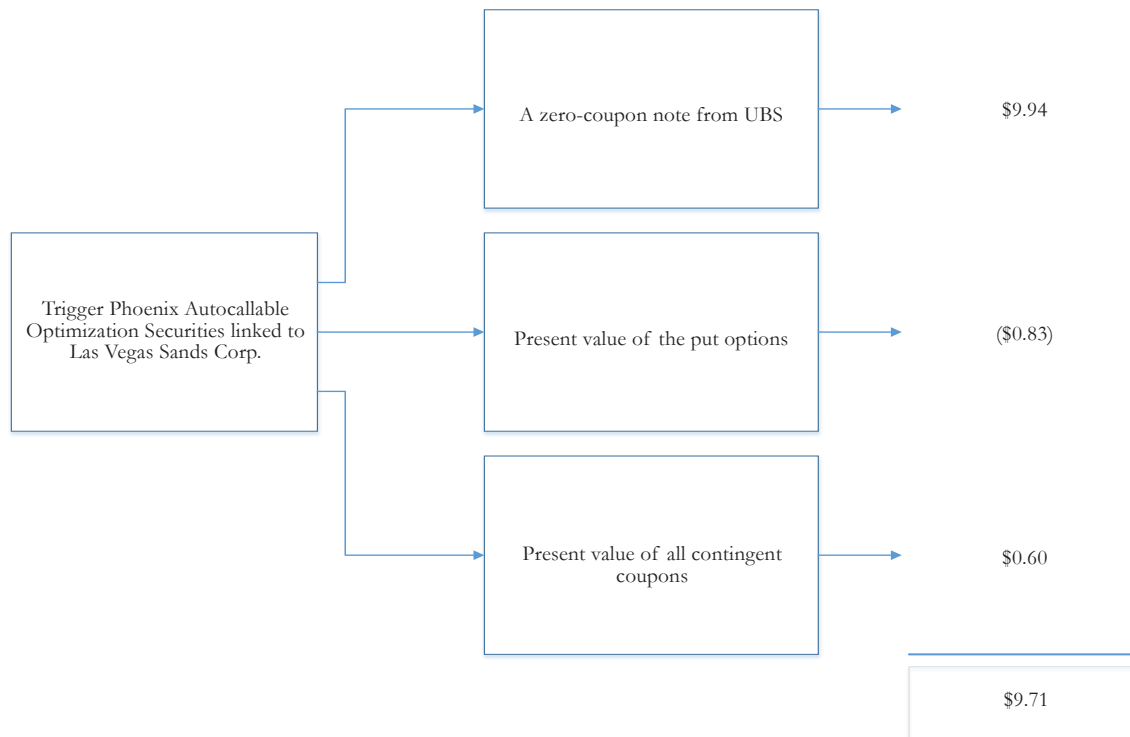 A zero-coupon note from UBS
$9.94
Trigger Phoenix Autocallable
Optimization Securities linked to
Las Vegas Sands Corp.
Present value of the put options
($0.83)
Present value of all contingent
coupons
$0.60
$9.71